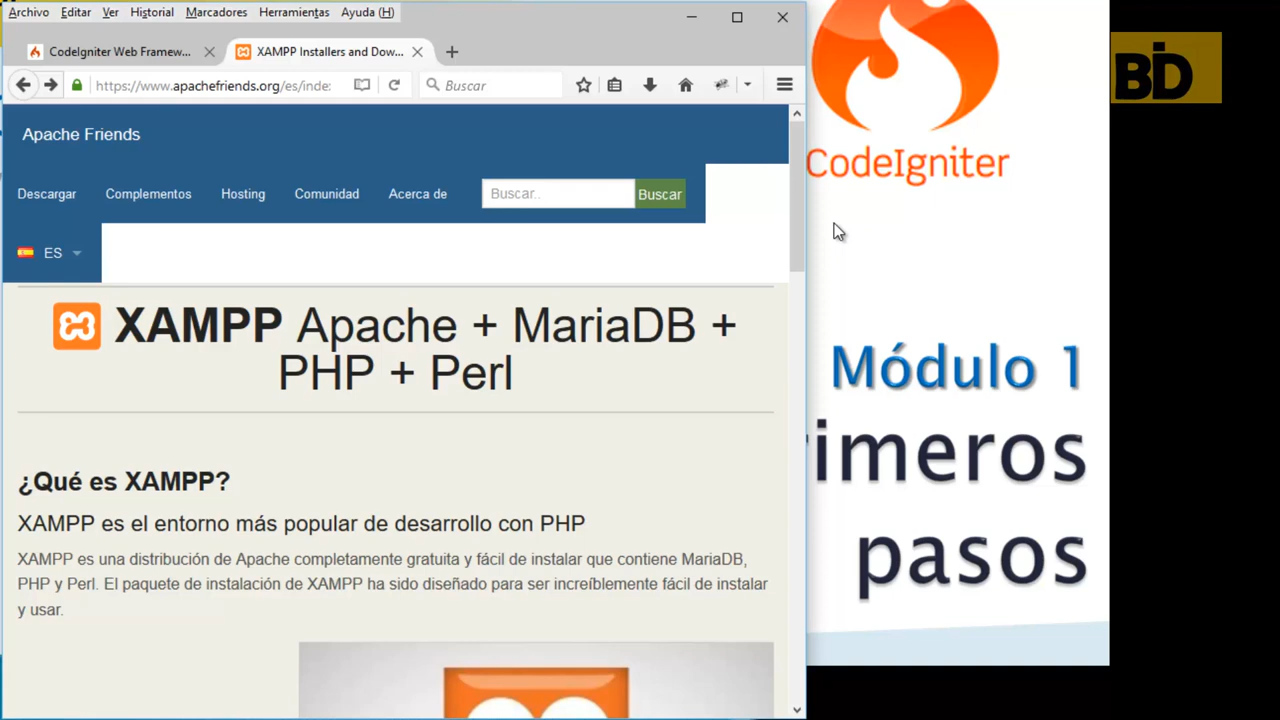 Archivo Editar Ver Historial Marcadores Herramientas Ayuda (H)
CodeIgniter Web Framew...
XAMPP Installers and Dow...
https://www.apachefriends.org/es/inde:
Buscar
Apache Friends
Descargar Complementos Hosting Comunidad Acerca de Buscar.. Buscar
ES
XAMPP Apache + MariaDB +
PHP + Perl
¿Qué es XAMPP?
XAMPP es el entorno más popular de desarrollo con PHP
XAMPP es una distribución de Apache completamente gratuita y fácil de instalar que contiene MariaDB,
PHP y Perl. El paquete de instalación de XAMPP ha sido diseñado para ser increíblemente fácil de instalar
y usar.
CodeIgniter
Módulo 1
rimeros
pasos
BID